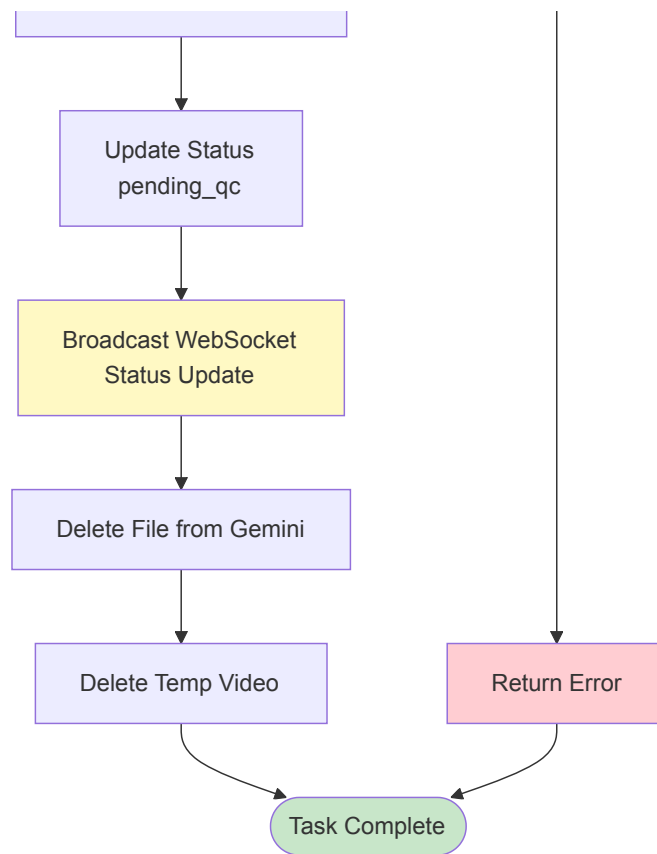 Update Status
pending_qc
Broadcast WebSocket
Status Update
Delete File from Gemini
Delete Temp Video
Return Error
Task Complete